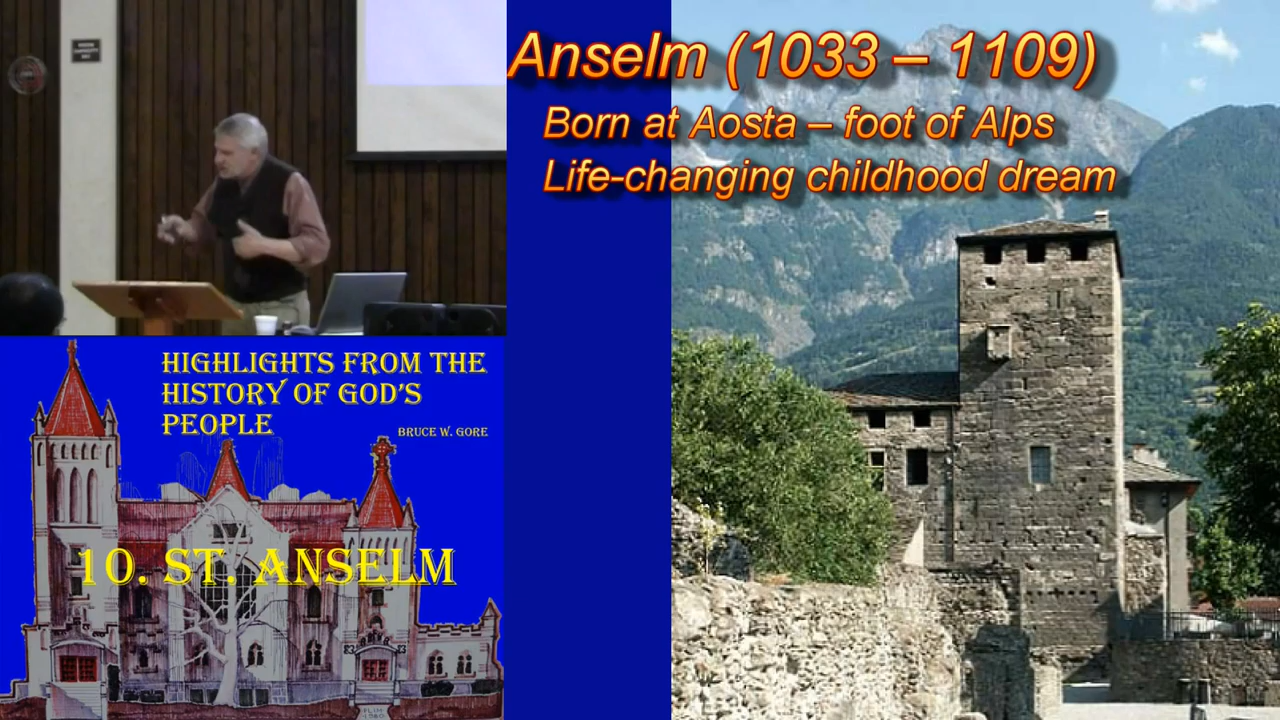 Anselm (1033 – 1109)
Born at Aosta – foot of Alps
Life-changing childhood dream
HIGHLIGHTS FROM THE
HISTORY OF GOD'S
PEOPLE
BRUCE W. GORE
10. ST. ANSELM